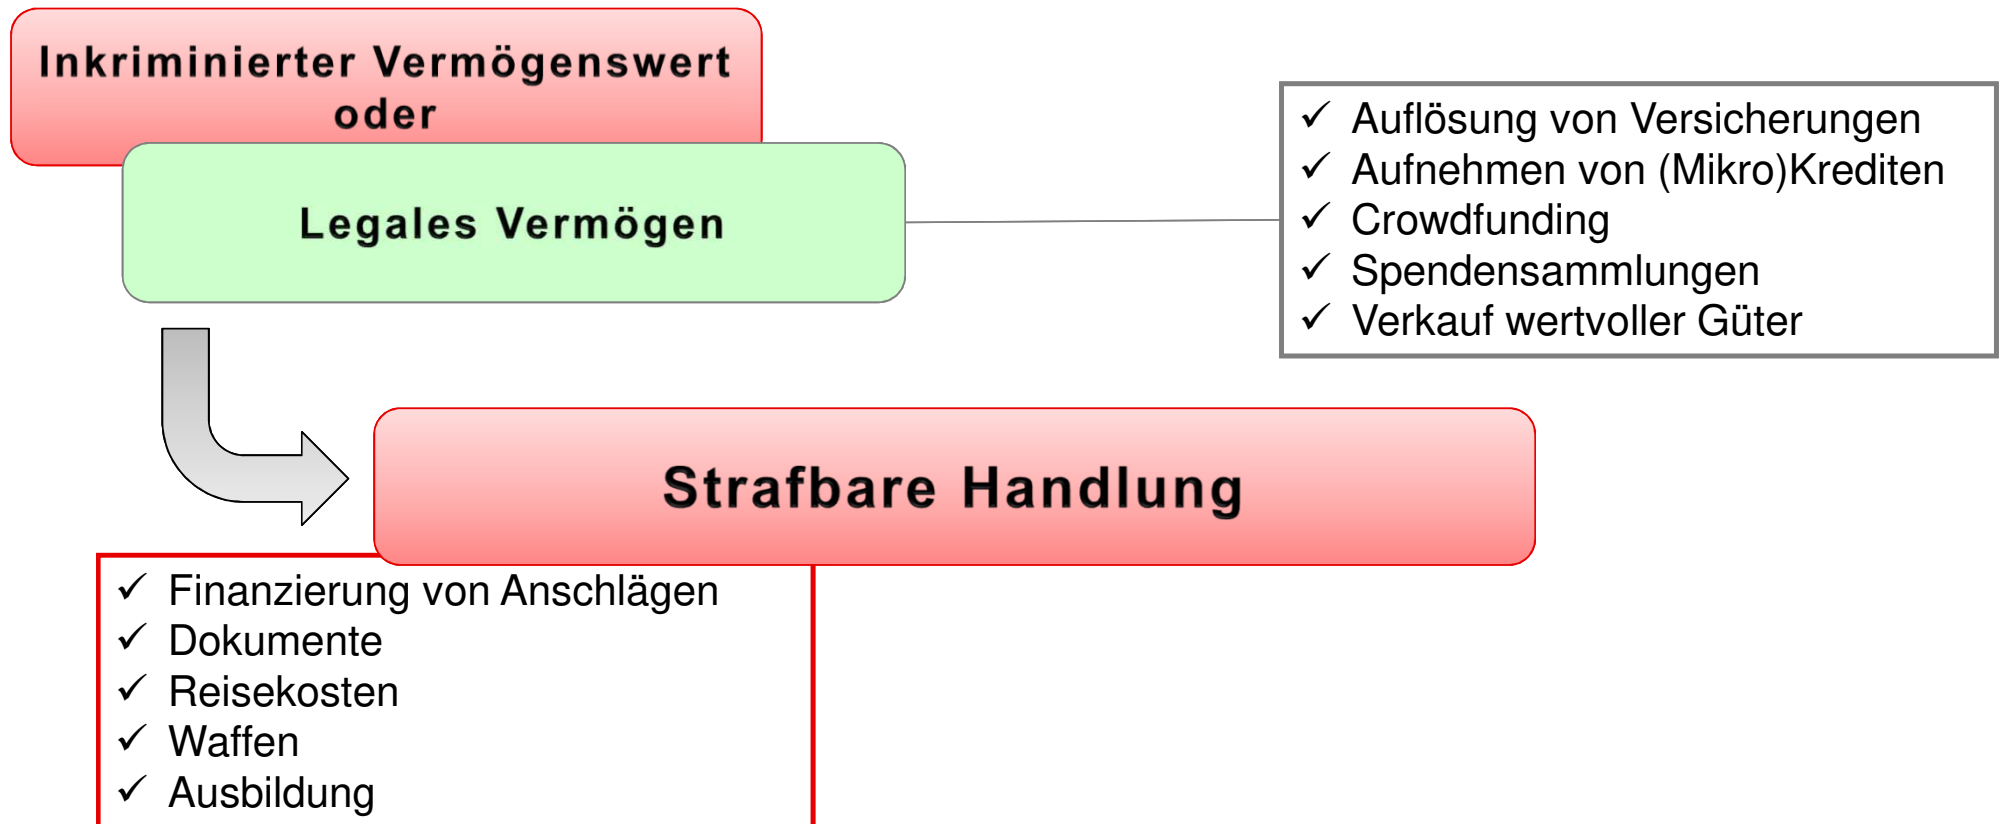 Inkriminierter Vermögenswert
oder
Legales Vermögen
✓ Auflösung von Versicherungen
✓ Aufnehmen von (Mikro)Krediten
✓ Crowdfunding
✓ Spendensammlungen
✓ Verkauf wertvoller Güter
Strafbare Handlung
✓ Finanzierung von Anschlägen
✓ Dokumente
✓ Reisekosten
✓ Waffen
✓ Ausbildung